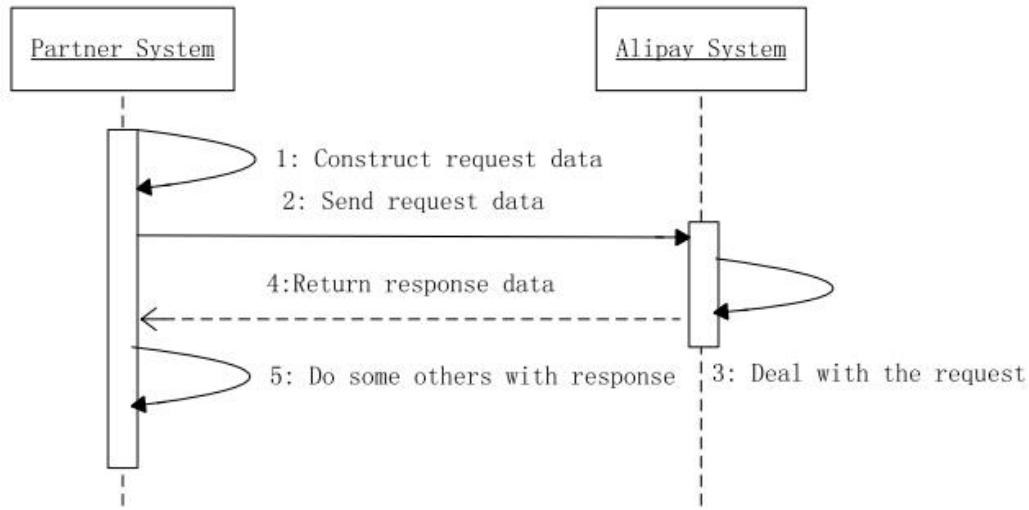 Partner System
Alipay System
1: Construct request data
2: Send request data
4:Return response data
5: Do some others with response
3: Deal with the request